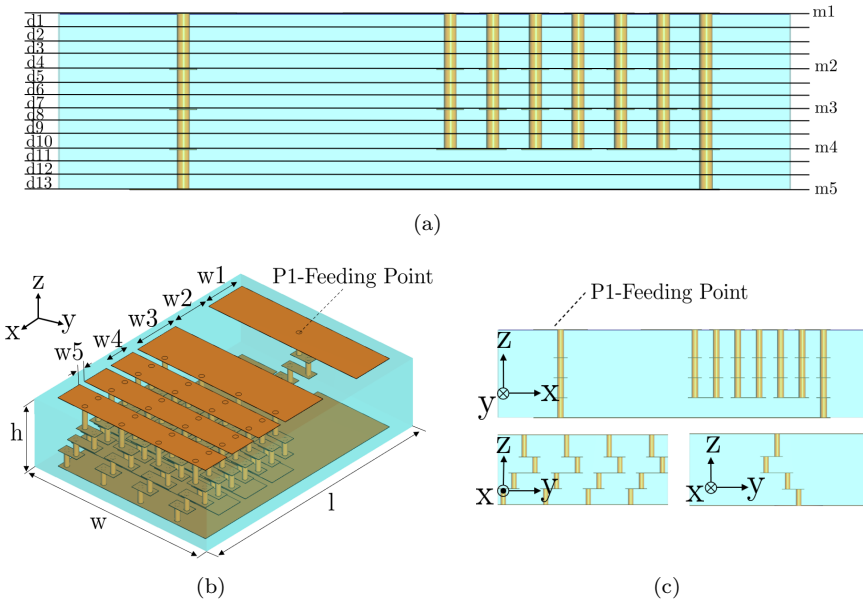 m1
d1
d2
d3
d4
m2
d5
d6
d7
m3
d8
d9
d10
m4
d11
d12
d13
m5
(a)
P1-Feeding Point
w1
w2
w3
w4
w5
z
x
y
h
w
l
(b)
P1-Feeding Point
z
y
x
z
x
y
z
x
y
(c)